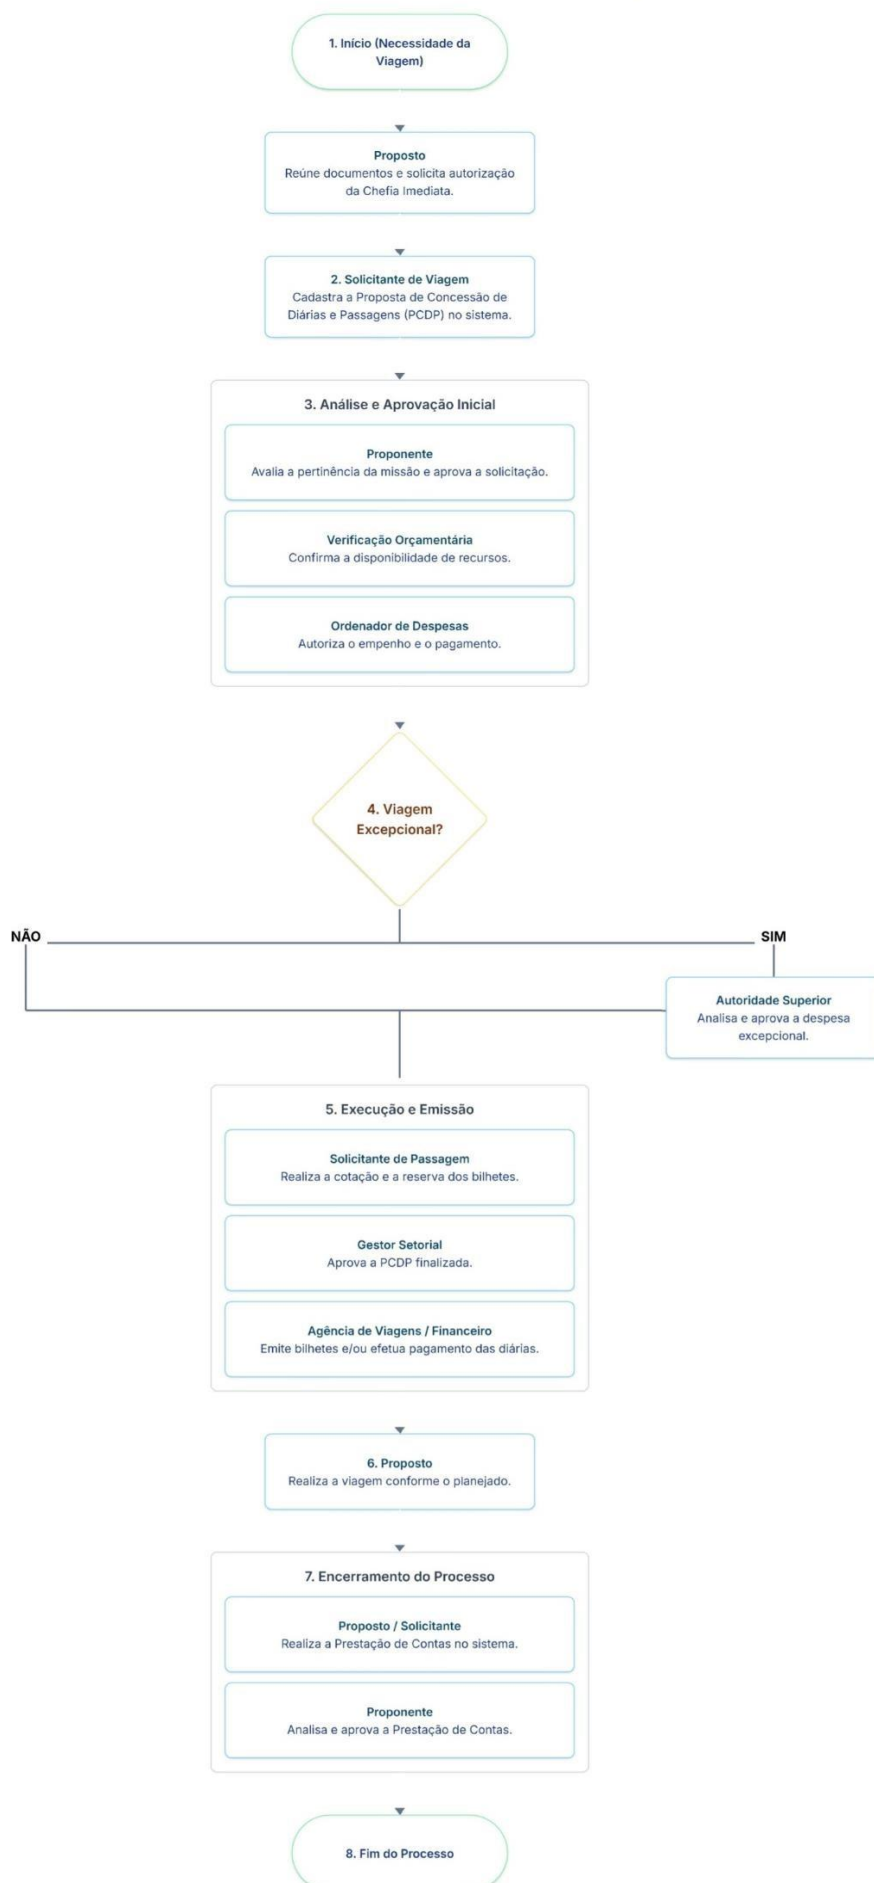 1. Início (Necessidade da
Viagem)
Proposto
Reúne documentos e solicita autorização
da Chefia Imediata.
2. Solicitante de Viagem
Cadastra a Proposta de Concessão de
Diárias e Passagens (PCDP) no sistema.
3. Análise e Aprovação Inicial
Proponente
Avalia a pertinência da missão e aprova a solicitação.
Verificação Orçamentária
Confirma a disponibilidade de recursos.
Ordenador de Despesas
Autoriza o empenho e o pagamento.
4. Viagem
Excepcional?
NÃO
SIM
Autoridade Superior
Analisa e aprova a despesa
excepcional.
5. Execução e Emissão
Solicitante de Passagem
Realiza a cotação e a reserva dos bilhetes.
Gestor Setorial
Aprova a PCDP finalizada.
Agência de Viagens / Financeiro
Emite bilhetes e/ou efetua pagamento das diárias.
6. Proposto
Realiza a viagem conforme o planejado.
7. Encerramento do Processo
Proposto / Solicitante
Realiza a Prestação de Contas no sistema.
Proponente
Analisa e aprova a Prestação de Contas.
8. Fim do Processo